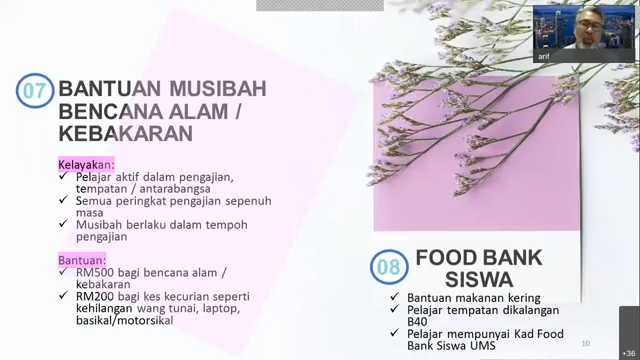 07
BANTUAN MUSIBAH
BENCANA ALAM /
KEBAKARAN
Kelayakan:
✓ Pelajar aktif dalam pengajian,
tempatan / antarabangsa
✓ Semua peringkat pengajian sepenuh
masa
✓ Musibah berlaku dalam tempoh
pengajian
Bantuan:
✓ RM500 bagi bencana alam /
kebakaran
✓ RM200 bagi kes kecurian seperti
kehilangan wang tunai, laptop,
basikal/motorsikal
08
FOOD BANK
SISWA
✓ Bantuan makanan kering
✓ Pelajar tempatan dikalangan
B40
✓ Pelajar mempunyai Kad Food
Bank Siswa UMS
10
arif
+36